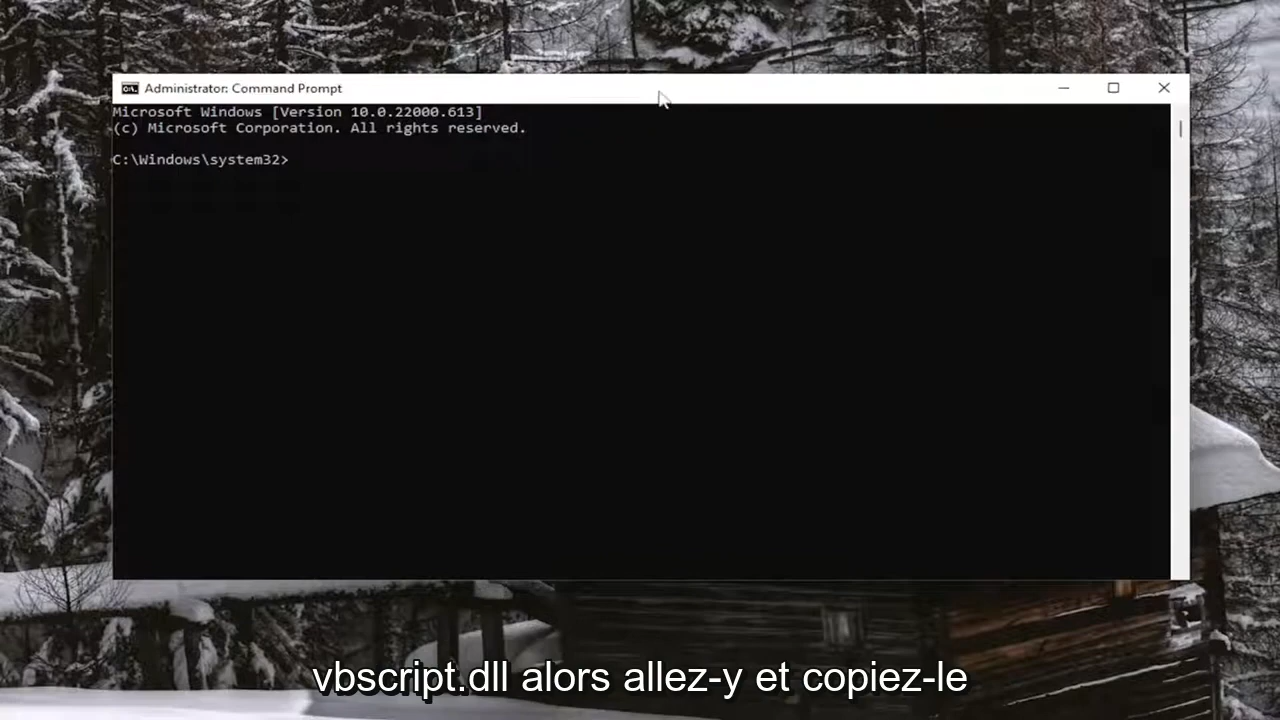 Administrator: Command Prompt
Microsoft Windows [Version 10.0.22000.613]
(c) Microsoft Corporation. All rights reserved.
C:\Windows\system32>
vbscript.dll alors allez-y et copiez-le